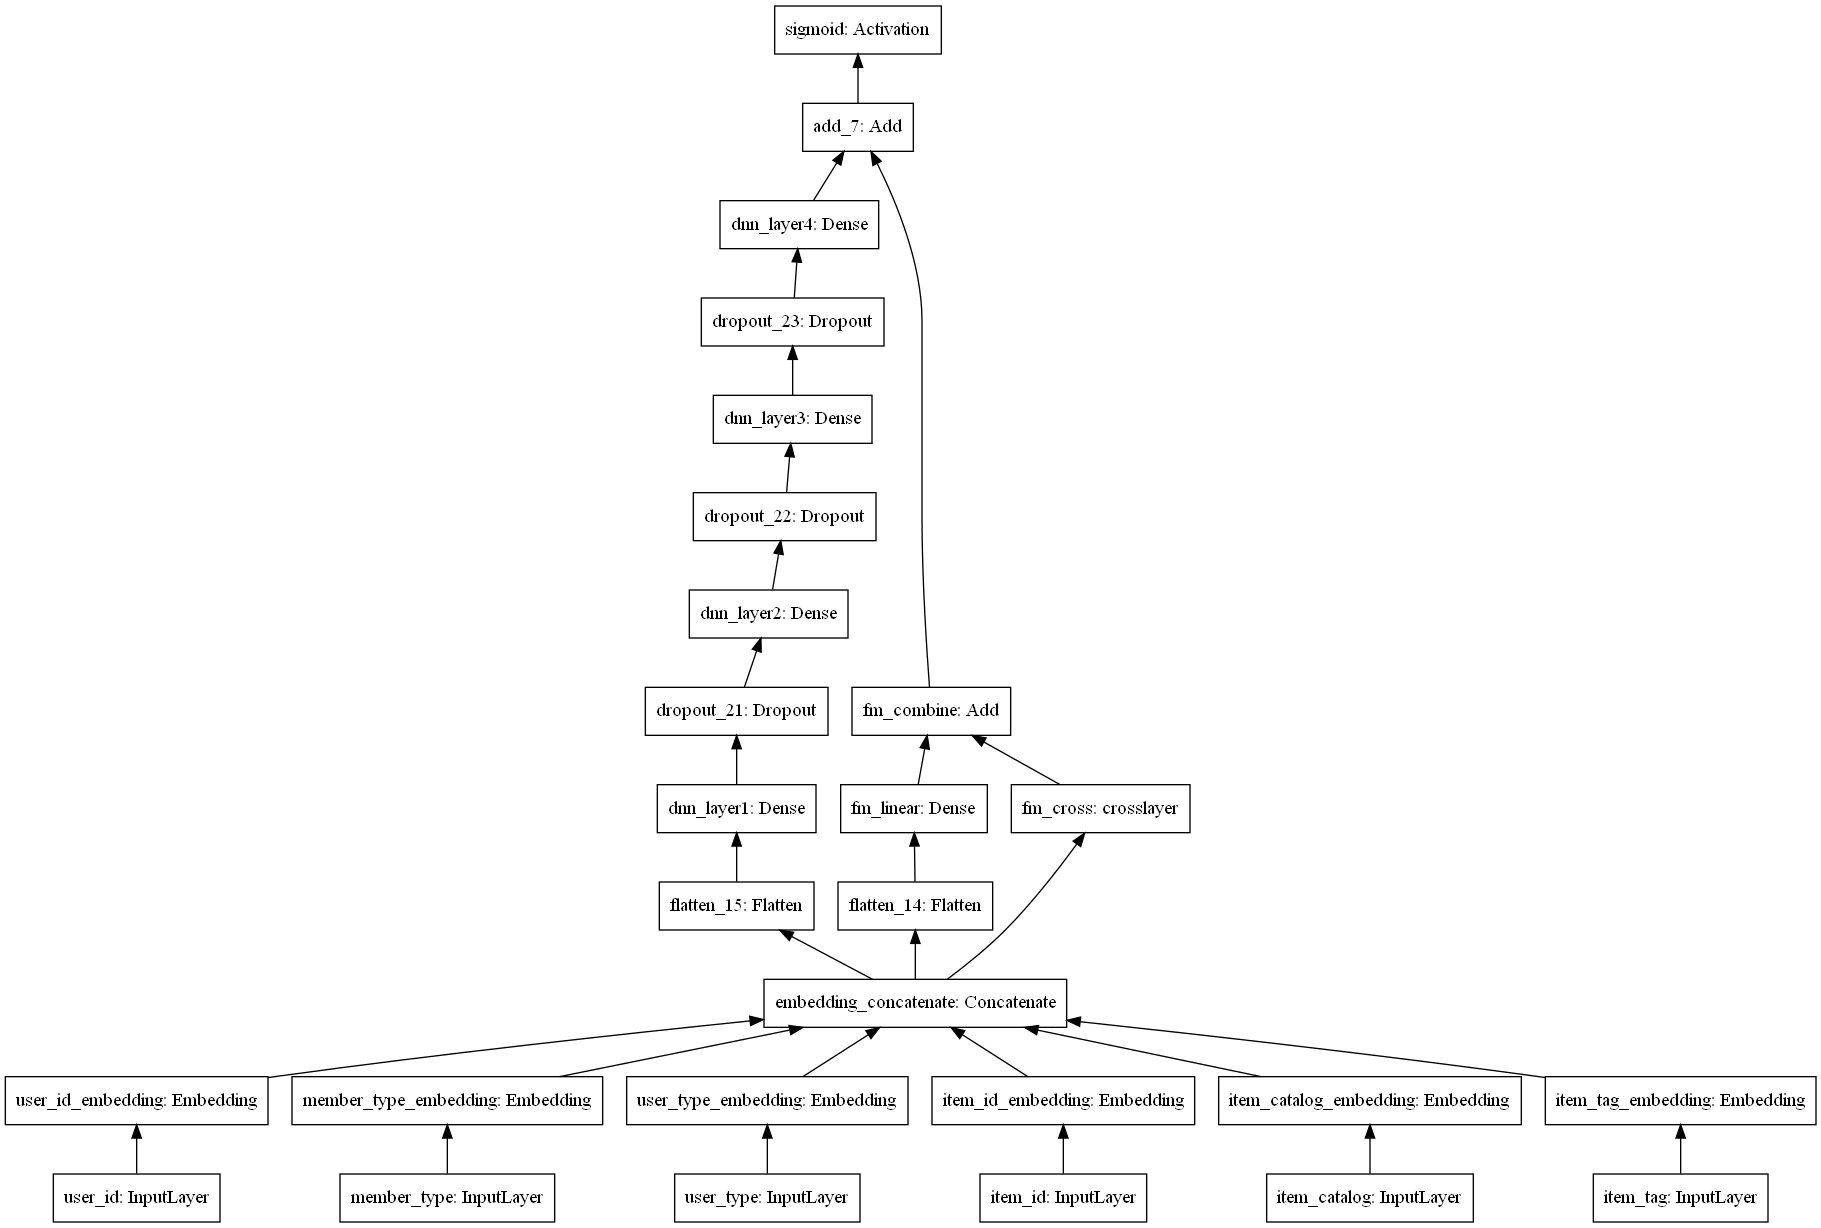 sigmoid: Activation
add_7: Add
dnn_layer4: Dense
dropout_23: Dropout
dnn_layer3: Dense
dropout_22: Dropout
dnn_layer2: Dense
dropout_21: Dropout
fm_combine: Add
dnn_layer1: Dense
fm_linear: Dense
fm_cross: crosslayer
flatten_15: Flatten
flatten_14: Flatten
embedding_concatenate: Concatenate
user_id_embedding: Embedding
member_type_embedding: Embedding
user_type_embedding: Embedding
item_id_embedding: Embedding
item_catalog_embedding: Embedding
item_tag_embedding: Embedding
user_id: InputLayer
member_type: InputLayer
user_type: InputLayer
item_id: InputLayer
item_catalog: InputLayer
item_tag: InputLayer